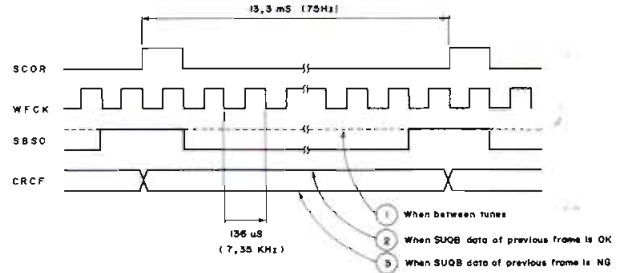 13,3 mS (75Hz)
SCOR
WFCK
SBSO
CRCF
136 uS
(7,35 KHz)
1 When between tunes
2 When SUQB data of previous frame is OK
3 When SUQB data of previous frame is NG